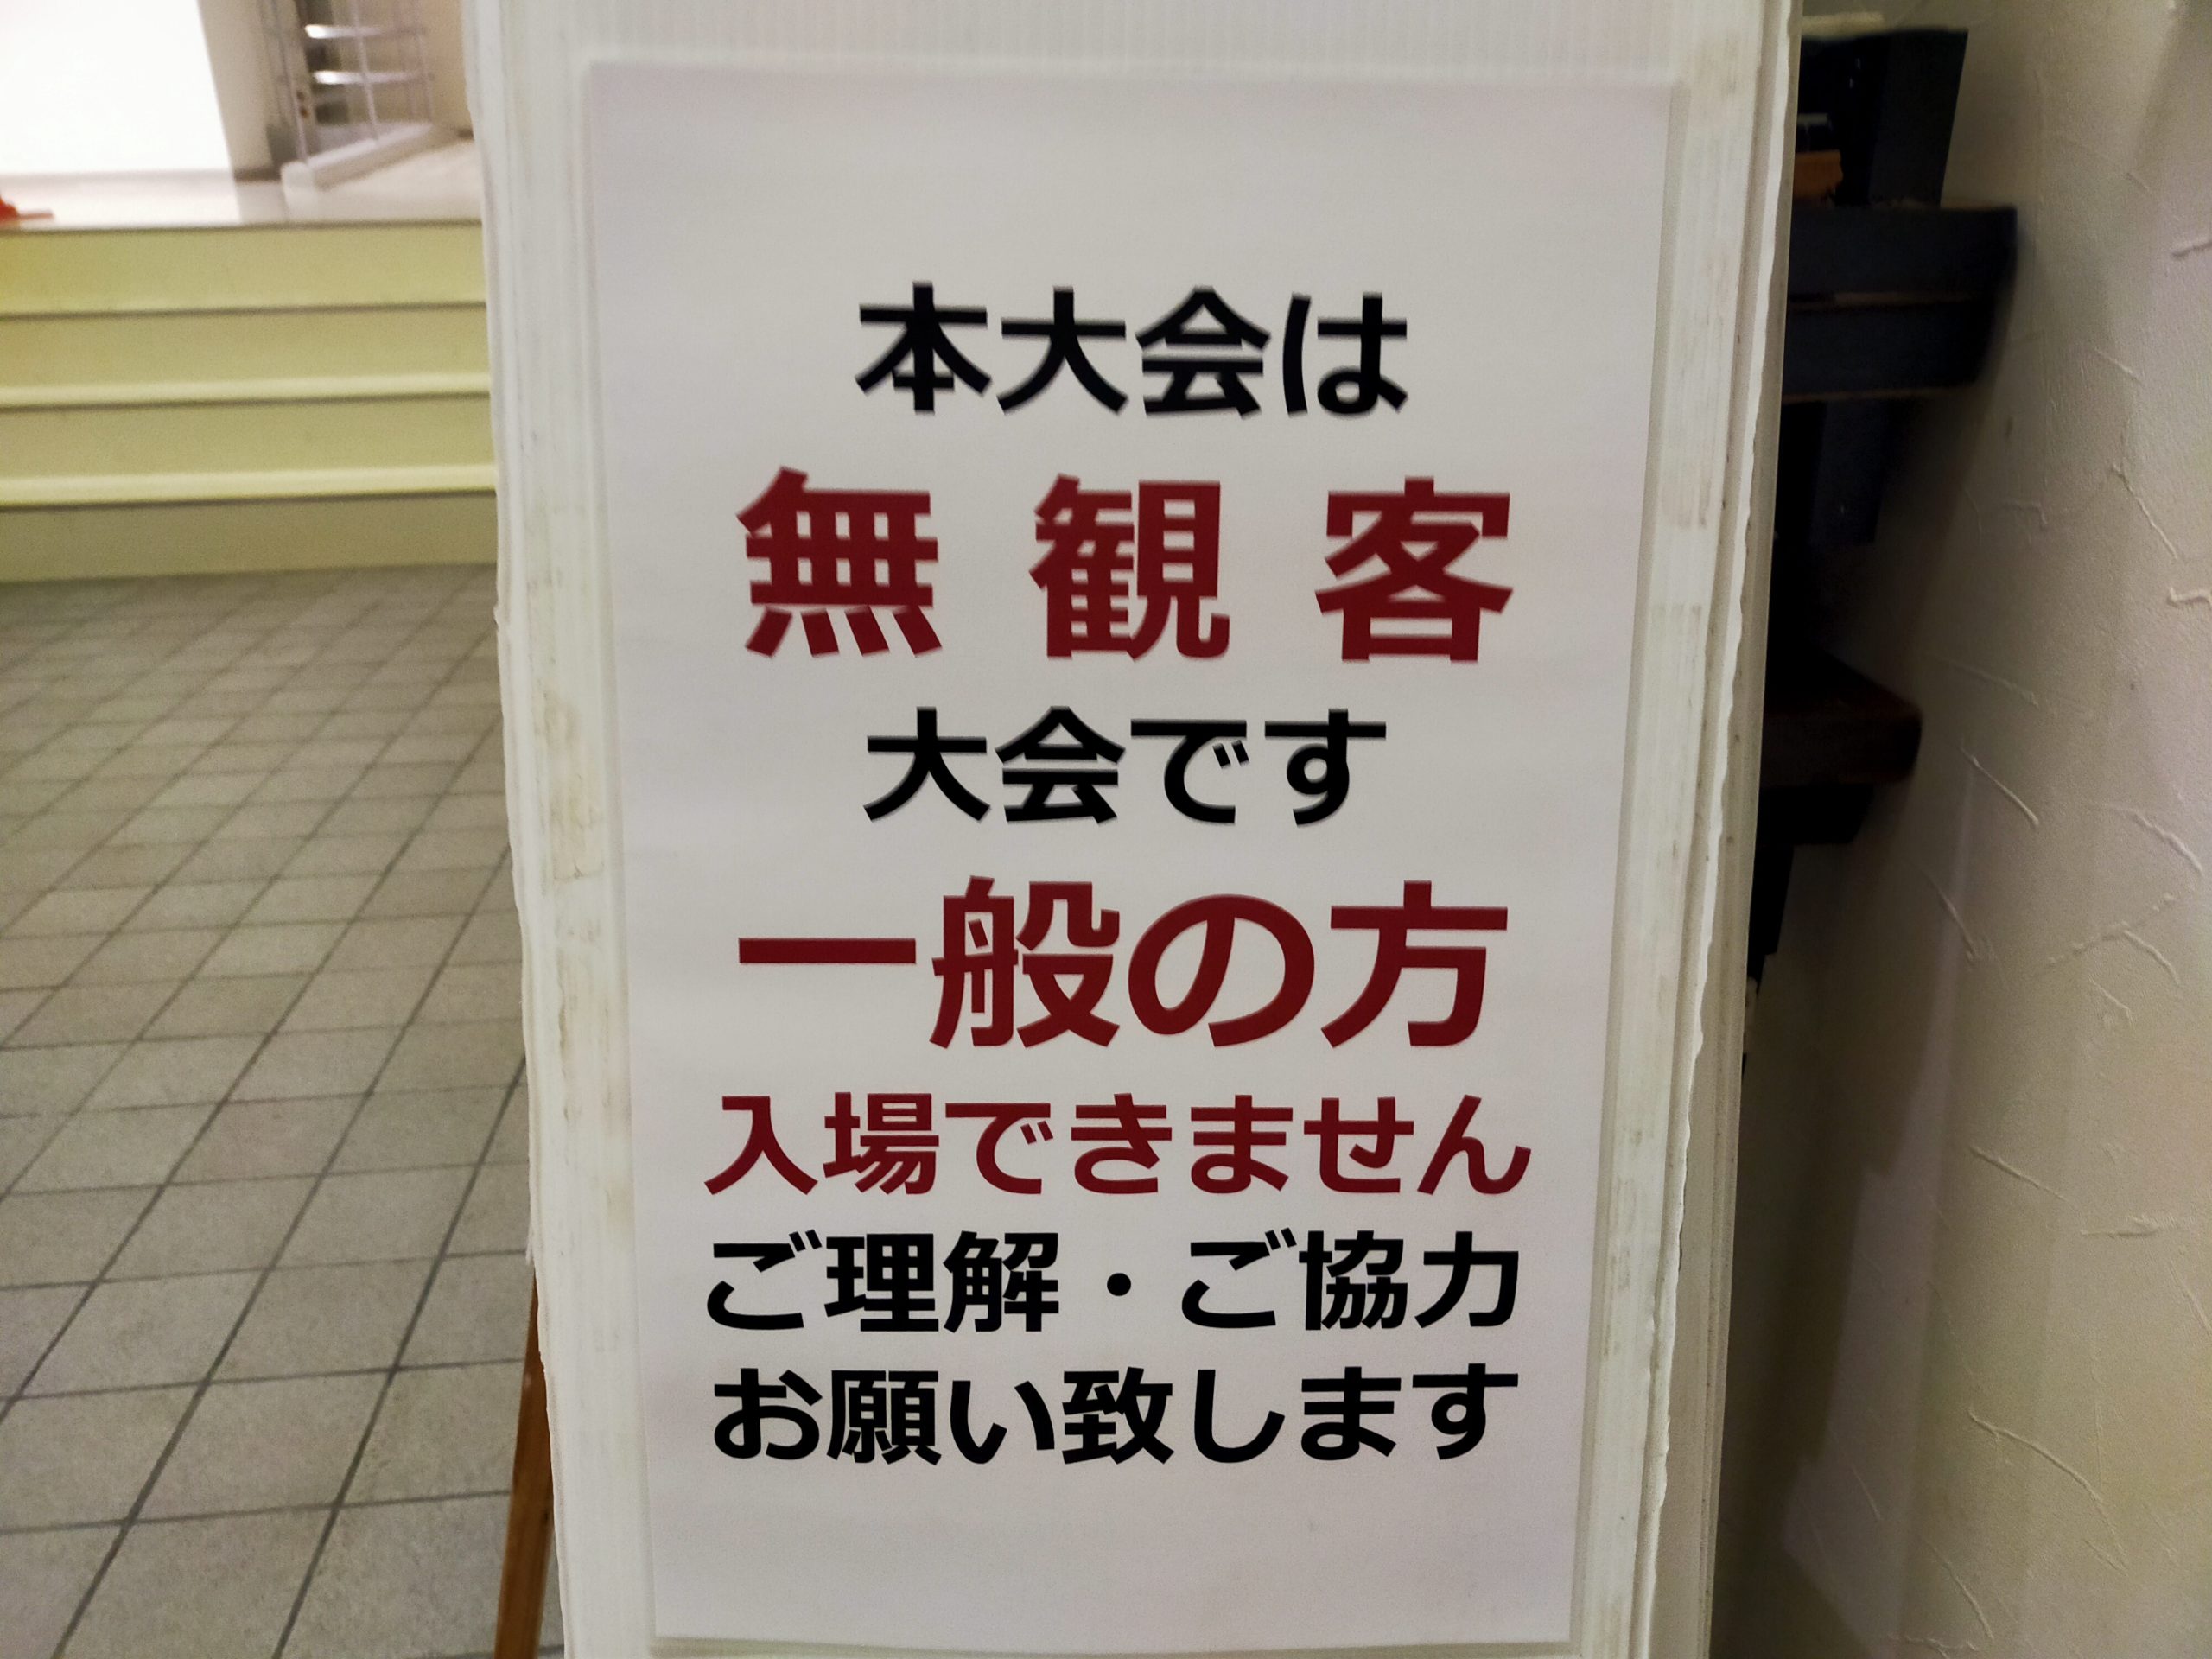 本大会は
無観客
大会です
一般の方
入場できません
ご理解・ご協力
お願い致します